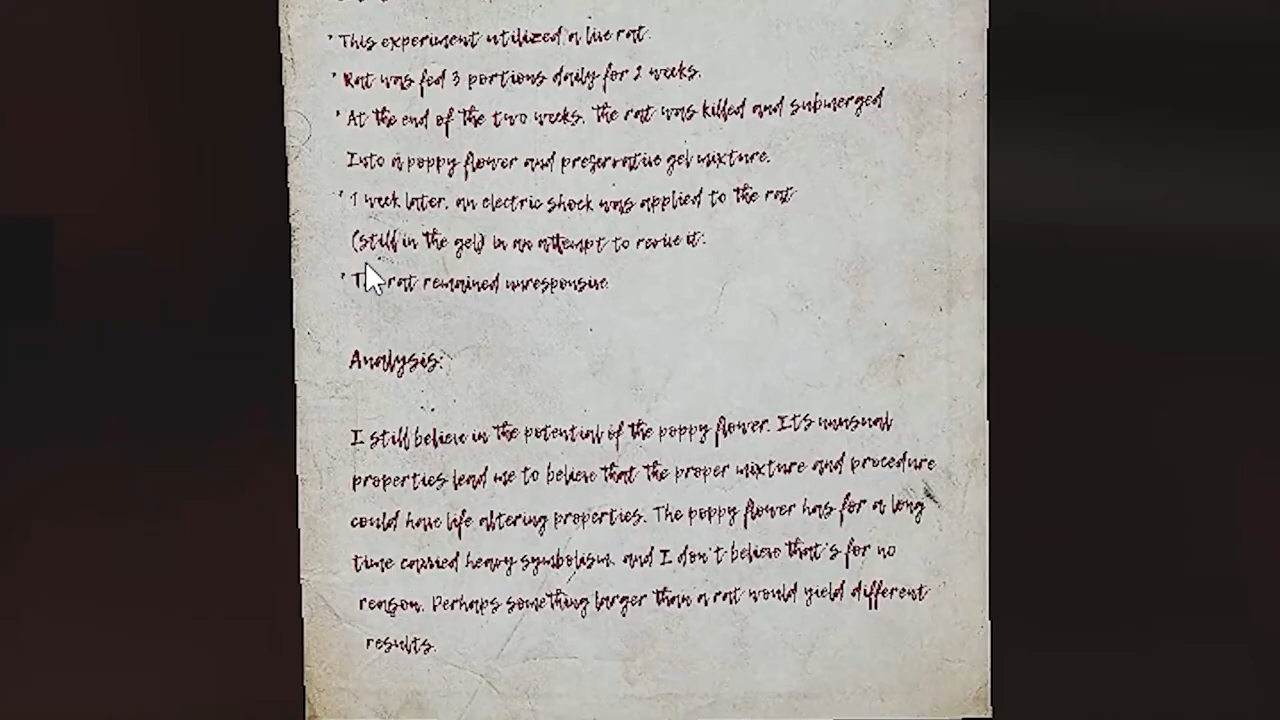 ' This experiment utilized a live rat.
' Rat was fed 3 portions daily for 2 weeks.
' At the end of the two weeks, the rat was killed and submerged
Into a poppy flower and preservative gel mixture.
' 1 week later, an electric shock was applied to the rat
(still in the gel) in an attempt to revive it.
' rat remained unresponsive.
Analysis:
I still believe in the potential of the poppy flower. It's unusual
properties lead me to believe that the proper mixture and procedure
could have life altering properties. The poppy flower has for a long
time carried heavy symbolism, and I don't believe that's for no
reason. Perhaps something larger than a rat would yield different
results.